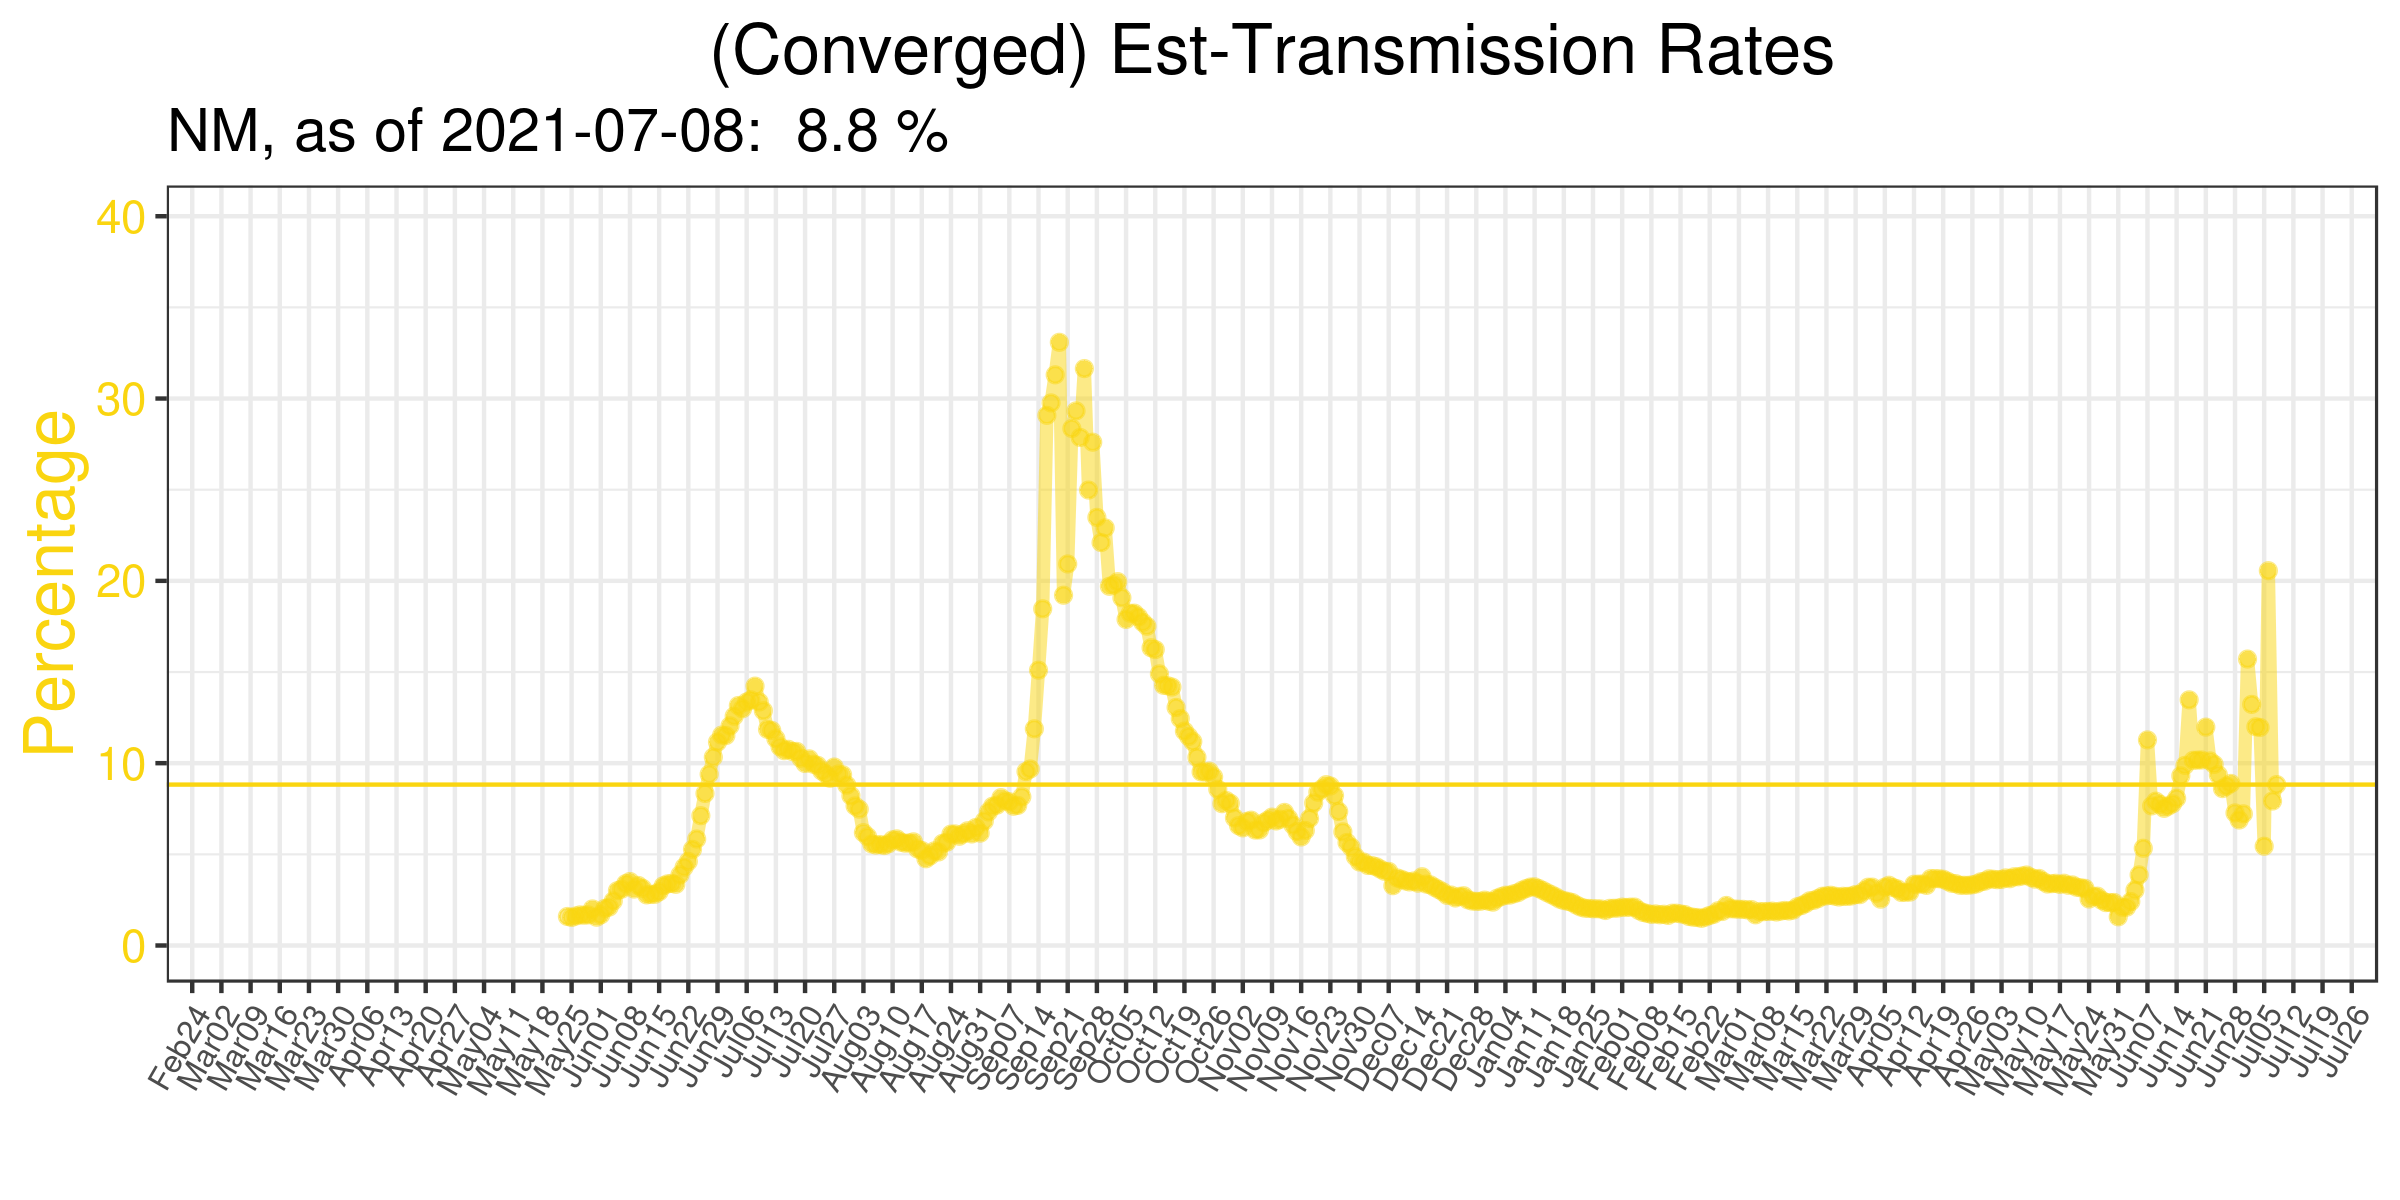 (Converged) Est-Transmission Rates
NM, as of 2021-07-08:  8.8 %
Percentage
40
30
20
10
0
Feb24
Mar02
Mar09
Mar16
Mar23
Mar30
Apr06
Apr13
Apr20
Apr27
May04
May11
May18
May25
Jun01
Jun08
Jun15
Jun22
Jun29
Jul06
Jul13
Jul20
Jul27
Aug03
Aug10
Aug17
Aug24
Aug31
Sep07
Sep14
Sep21
Sep28
Oct05
Oct12
Oct19
Oct26
Nov02
Nov09
Nov16
Nov23
Nov30
Dec07
Dec14
Dec21
Dec28
Jan04
Jan11
Jan18
Jan25
Feb01
Feb08
Feb15
Feb22
Mar01
Mar08
Mar15
Mar22
Mar29
Apr05
Apr12
Apr19
Apr26
May03
May10
May17
May24
May31
Jun07
Jun14
Jun21
Jun28
Jul05
Jul12
Jul19
Jul26